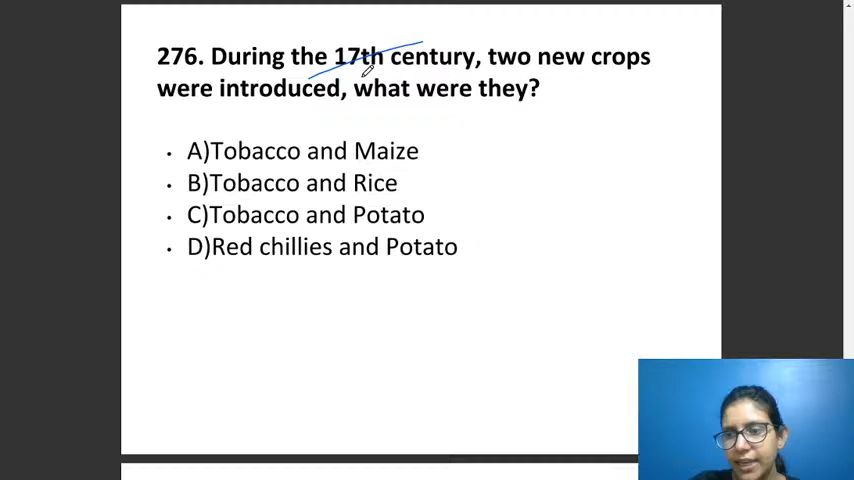 276. During the 17th century, two new crops
were introduced, what were they?
• A)Tobacco and Maize
• B)Tobacco and Rice
• C)Tobacco and Potato
• D)Red chillies and Potato